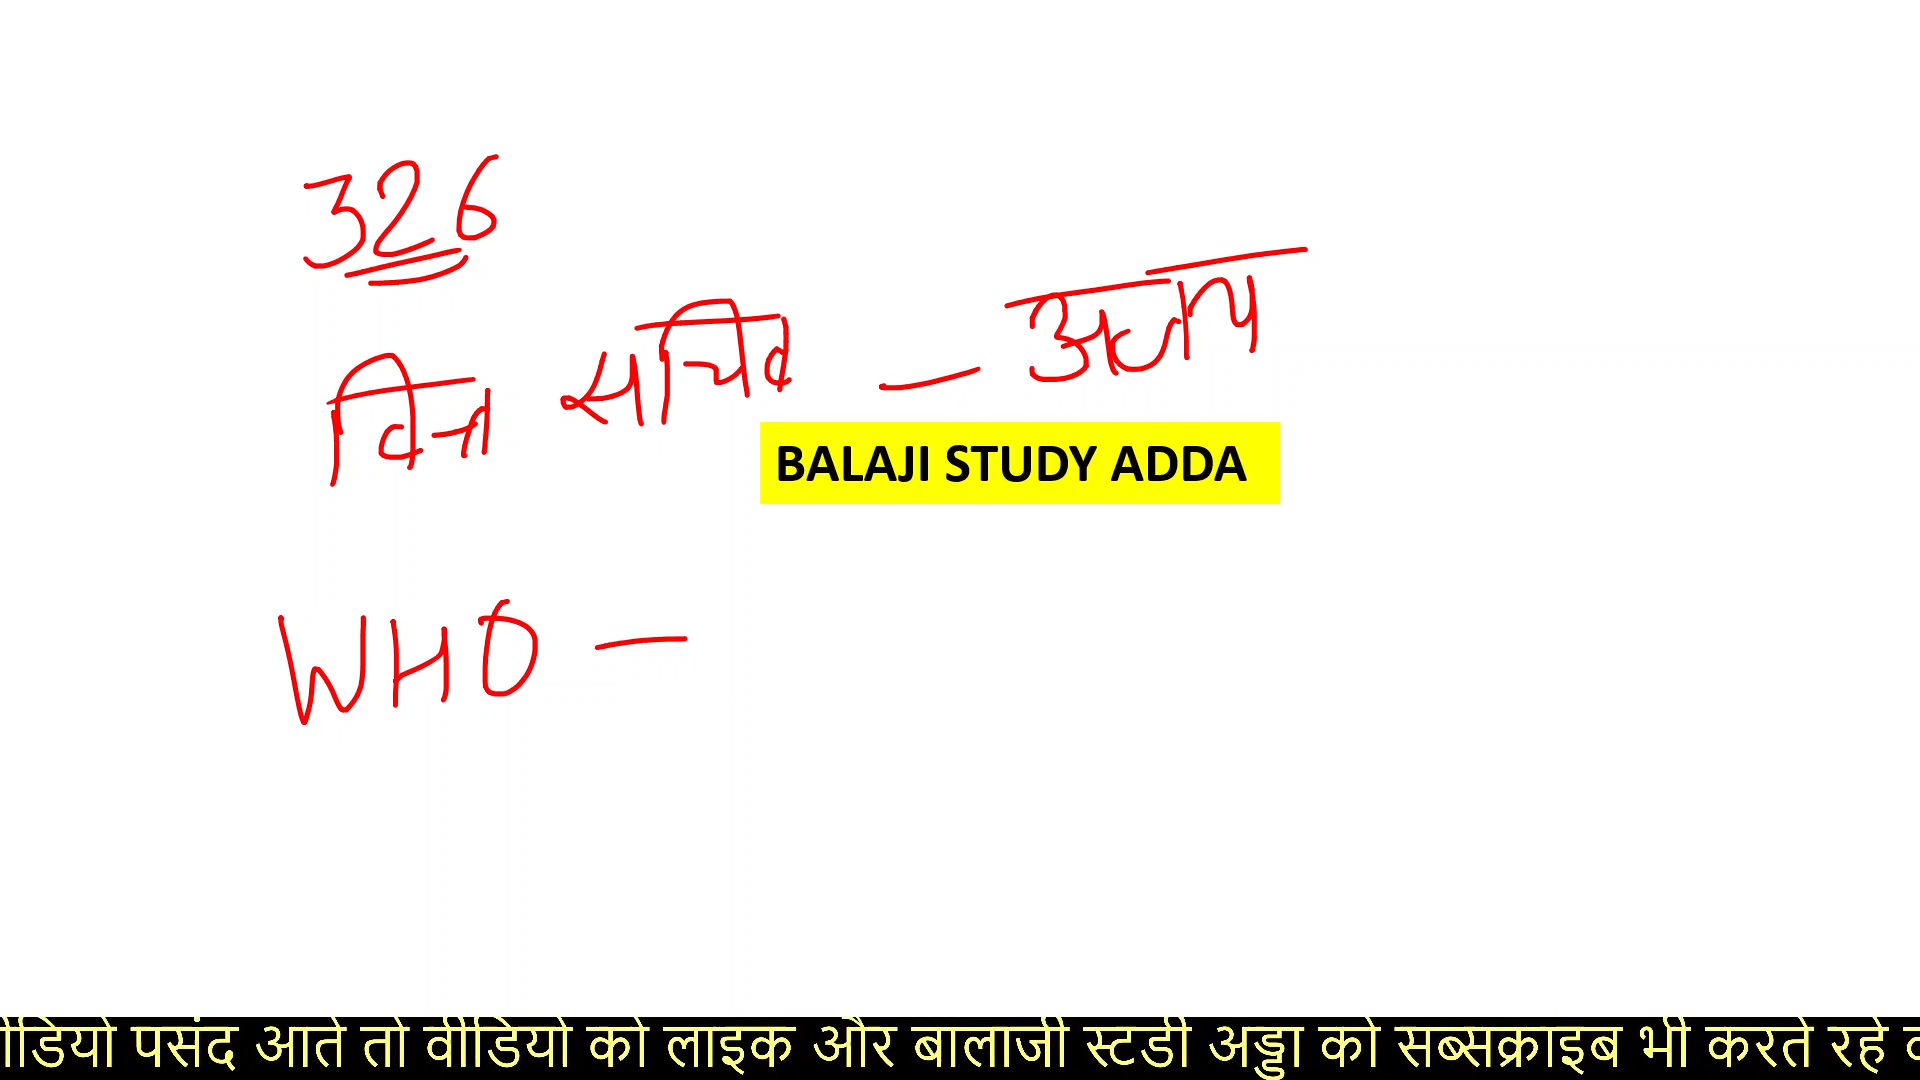 326
वित्त सचिव – अजय
BALAJI STUDY ADDA
WHO –
ीडियो पसंद आते तो वीडियो को लाइक और बालाजी स्टडी अड्डा को सब्सक्राइब भी करते रहे